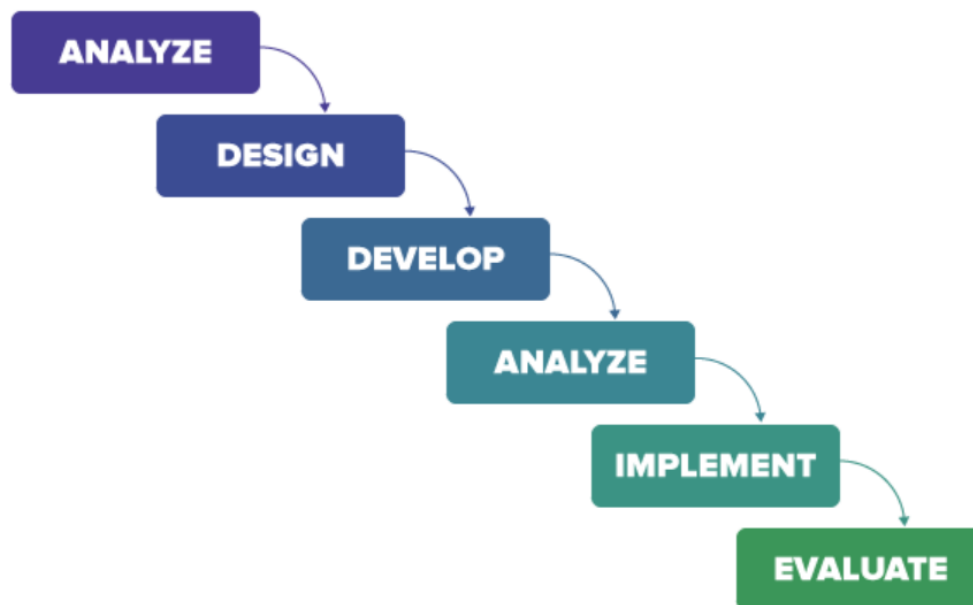 ANALYZE
DESIGN
DEVELOP
ANALYZE
IMPLEMENT
EVALUATE